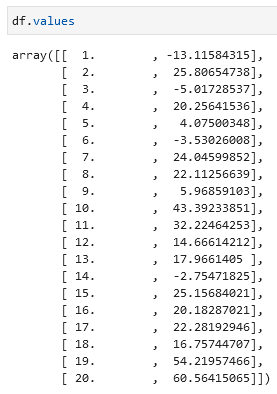 df.values
array([[  1.        , -13.11584315],
       [  2.        ,  25.80654738],
       [  3.        ,  -5.01728537],
       [  4.        ,  20.25641536],
       [  5.        ,   4.07500348],
       [  6.        ,  -3.53026008],
       [  7.        ,  24.04599852],
       [  8.        ,  22.11256639],
       [  9.        ,   5.96859103],
       [ 10.        ,  43.39233851],
       [ 11.        ,  32.22464253],
       [ 12.        ,  14.66614212],
       [ 13.        ,  17.9661405 ],
       [ 14.        ,  -2.75471825],
       [ 15.        ,  25.15684021],
       [ 16.        ,  20.18287021],
       [ 17.        ,  22.28192946],
       [ 18.        ,  16.75744707],
       [ 19.        ,  54.21957466],
       [ 20.        ,  60.56415065]])